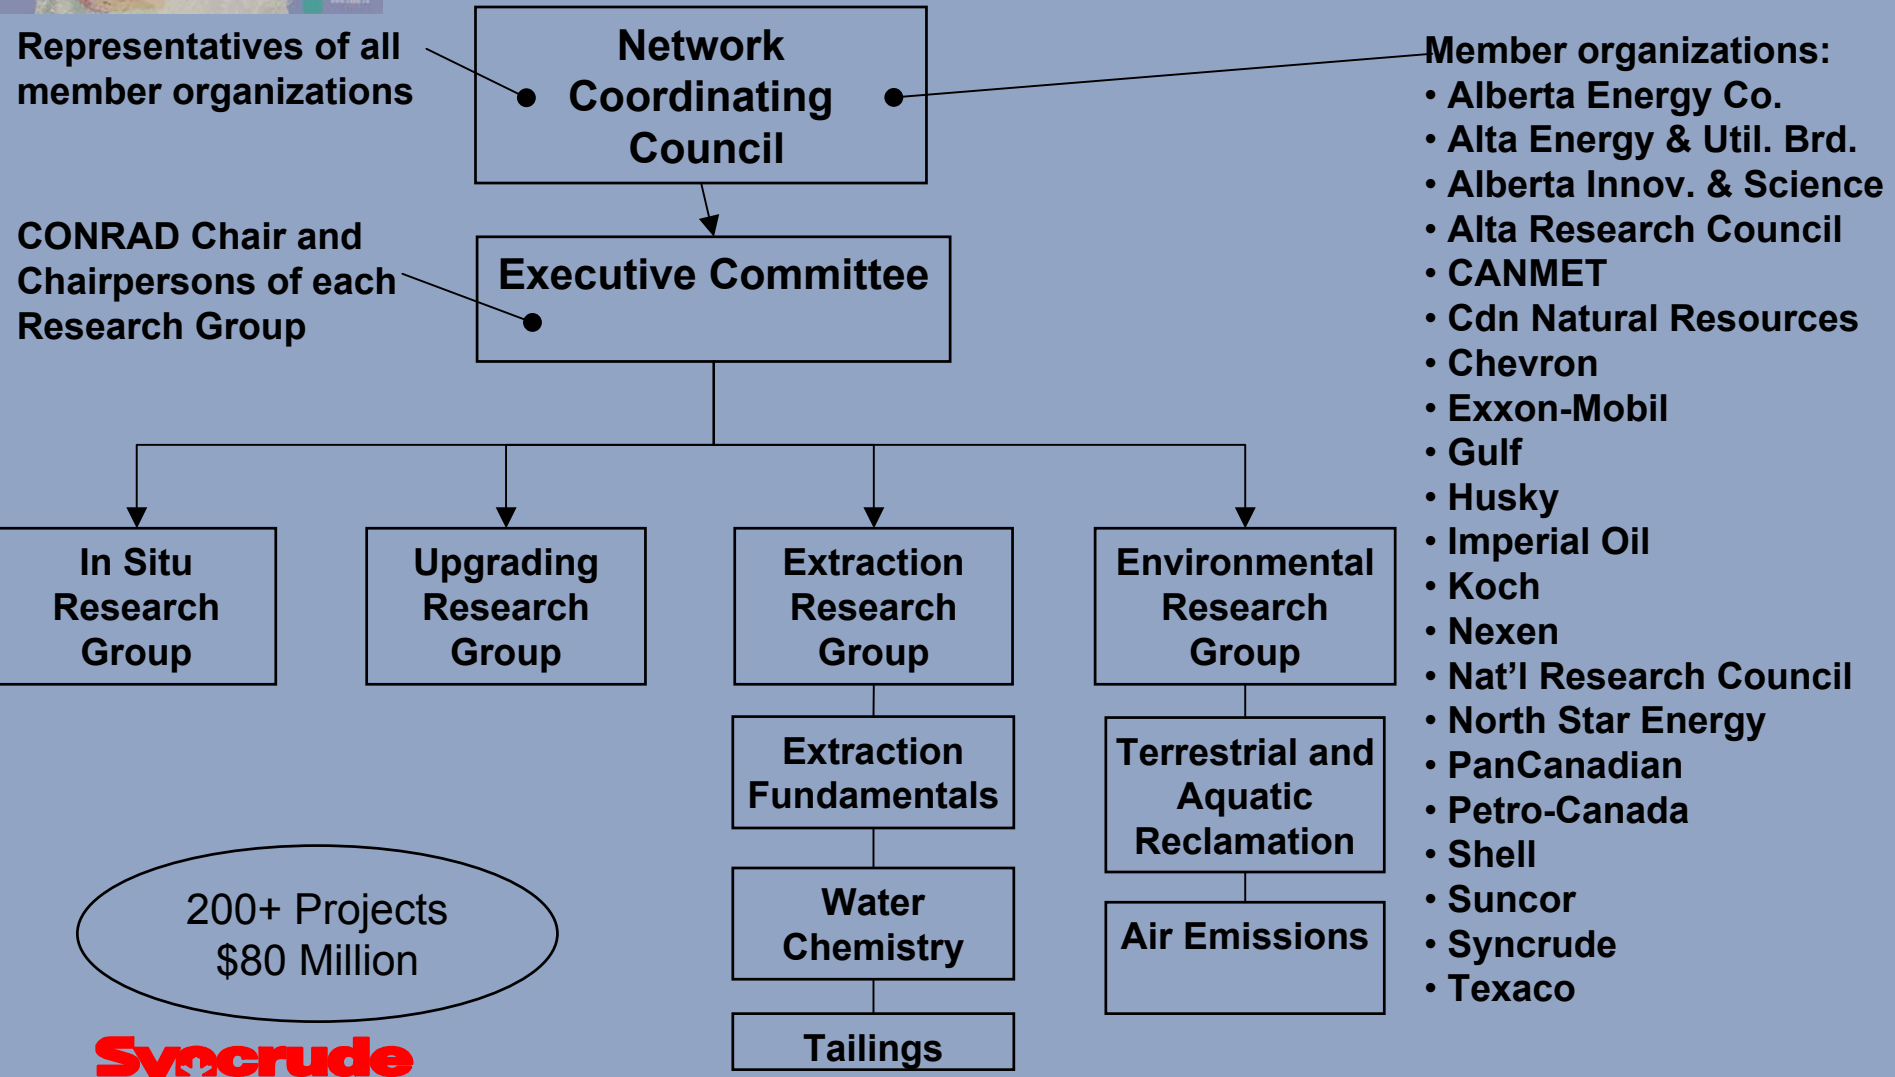 Representatives of all
member organizations
Network
Coordinating
Council
CONRAD Chair and
Chairpersons of each
Research Group
Executive Committee
In Situ
Research
Group
Upgrading
Research
Group
Extraction
Research
Group
Environmental
Research
Group
Extraction
Fundamentals
Water
Chemistry
Tailings
Terrestrial and
Aquatic
Reclamation
Air Emissions
200+ Projects
$80 Million
Syncrude
Member organizations:
• Alberta Energy Co.
• Alta Energy & Util. Brd.
• Alberta Innov. & Science
• Alta Research Council
• CANMET
• Cdn Natural Resources
• Chevron
• Exxon-Mobil
• Gulf
• Husky
• Imperial Oil
• Koch
• Nexen
• Nat’l Research Council
• North Star Energy
• PanCanadian
• Petro-Canada
• Shell
• Suncor
• Syncrude
• Texaco